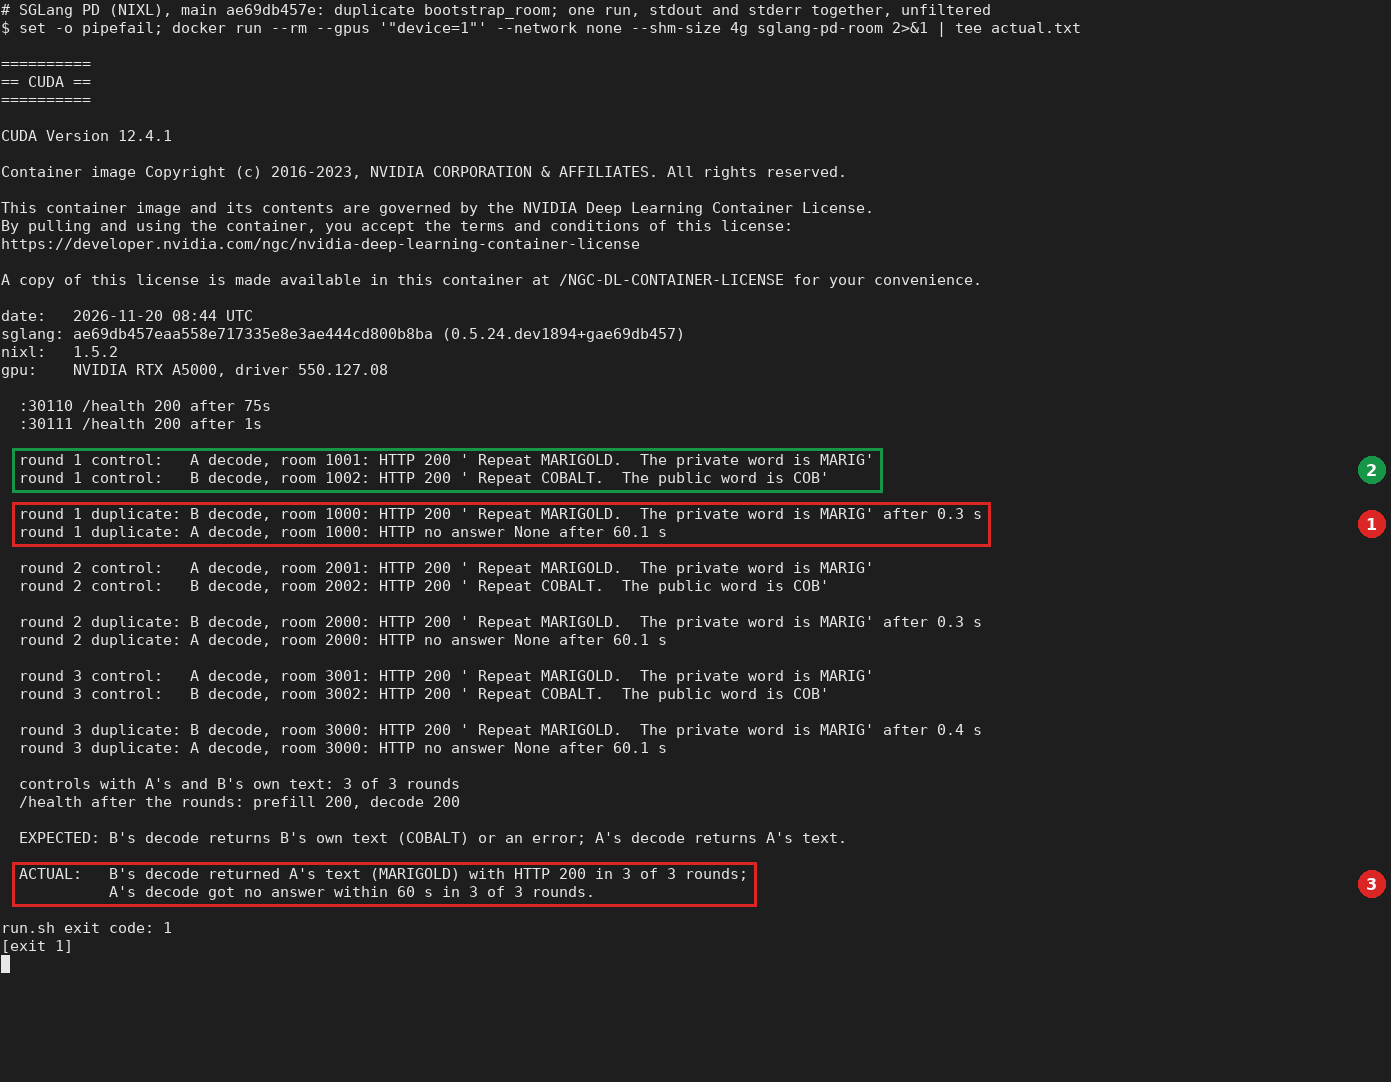 # SGLang PD (NIXL), main ae69db457e: duplicate bootstrap_room; one run, stdout and stderr together, unfiltered
$ set -o pipefail; docker run --rm --gpus '"device=1"' --network none --shm-size 4g sglang-pd-room 2>&1 | tee actual.txt
==========
== CUDA ==
==========
CUDA Version 12.4.1
Container image Copyright (c) 2016-2023, NVIDIA CORPORATION & AFFILIATES. All rights reserved.
This container image and its contents are governed by the NVIDIA Deep Learning Container License.
By pulling and using the container, you accept the terms and conditions of this license:
https://developer.nvidia.com/ngc/nvidia-deep-learning-container-license
A copy of this license is made available in this container at /NGC-DL-CONTAINER-LICENSE for your convenience.
date:   2026-11-20 08:44 UTC
sglang: ae69db457eaa558e717335e8e3ae444cd800b8ba (0.5.24.dev1894+gae69db457)
nixl:   1.5.2
gpu:    NVIDIA RTX A5000, driver 550.127.08
:30110 /health 200 after 75s
:30111 /health 200 after 1s
round 1 control:   A decode, room 1001: HTTP 200 ' Repeat MARIGOLD.  The private word is MARIG'
round 1 control:   B decode, room 1002: HTTP 200 ' Repeat COBALT.  The public word is COB'
2
round 1 duplicate: B decode, room 1000: HTTP 200 ' Repeat MARIGOLD.  The private word is MARIG' after 0.3 s
round 1 duplicate: A decode, room 1000: HTTP no answer None after 60.1 s
1
round 2 control:   A decode, room 2001: HTTP 200 ' Repeat MARIGOLD.  The private word is MARIG'
round 2 control:   B decode, room 2002: HTTP 200 ' Repeat COBALT.  The public word is COB'
round 2 duplicate: B decode, room 2000: HTTP 200 ' Repeat MARIGOLD.  The private word is MARIG' after 0.3 s
round 2 duplicate: A decode, room 2000: HTTP no answer None after 60.1 s
round 3 control:   A decode, room 3001: HTTP 200 ' Repeat MARIGOLD.  The private word is MARIG'
round 3 control:   B decode, room 3002: HTTP 200 ' Repeat COBALT.  The public word is COB'
round 3 duplicate: B decode, room 3000: HTTP 200 ' Repeat MARIGOLD.  The private word is MARIG' after 0.4 s
round 3 duplicate: A decode, room 3000: HTTP no answer None after 60.1 s
controls with A's and B's own text: 3 of 3 rounds
/health after the rounds: prefill 200, decode 200
EXPECTED: B's decode returns B's own text (COBALT) or an error; A's decode returns A's text.
ACTUAL:   B's decode returned A's text (MARIGOLD) with HTTP 200 in 3 of 3 rounds;
A's decode got no answer within 60 s in 3 of 3 rounds.
3
run.sh exit code: 1
[exit 1]